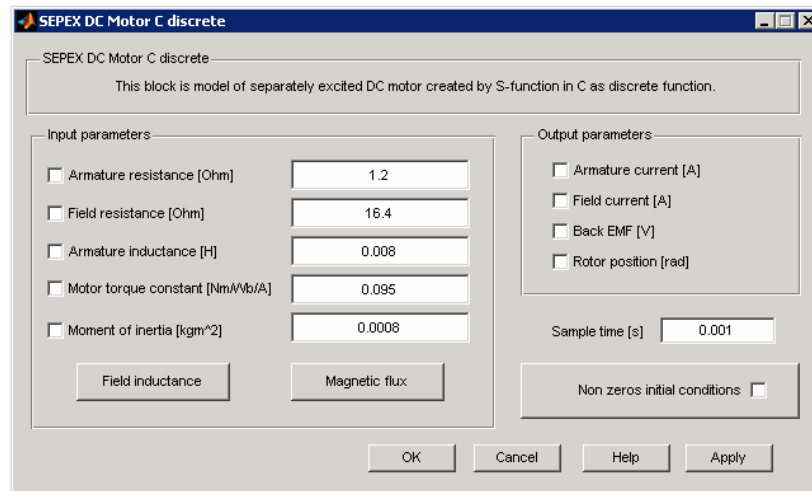 SEPEX DC Motor C discrete
SEPEX DC Motor C discrete
This block is model of separately excited DC motor created by S-function in C as discrete function.
Input parameters
Armature resistance [Ohm] 1.2
Field resistance [Ohm] 16.4
Armature inductance [H] 0.008
Motor torque constant [Nm/Wb/A] 0.095
Moment of inertia [kgm^2] 0.0008
Field inductance Magnetic flux
Output parameters
Armature current [A]
Field current [A]
Back EMF [V]
Rotor position [rad]
Sample time [s] 0.001
Non zeros initial conditions
OK Cancel Help Apply